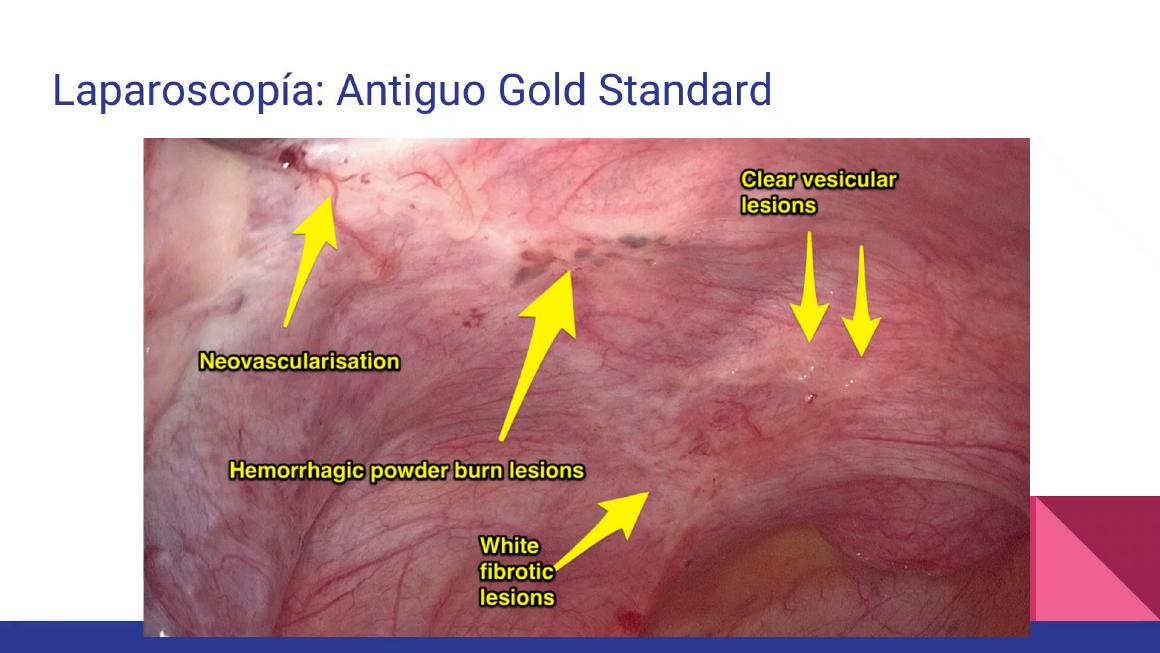 Laparoscopía: Antiguo Gold Standard
Clear vesicular
lesions
Neovascularisation
Hemorrhagic powder burn lesions
White
fibrotic
lesions